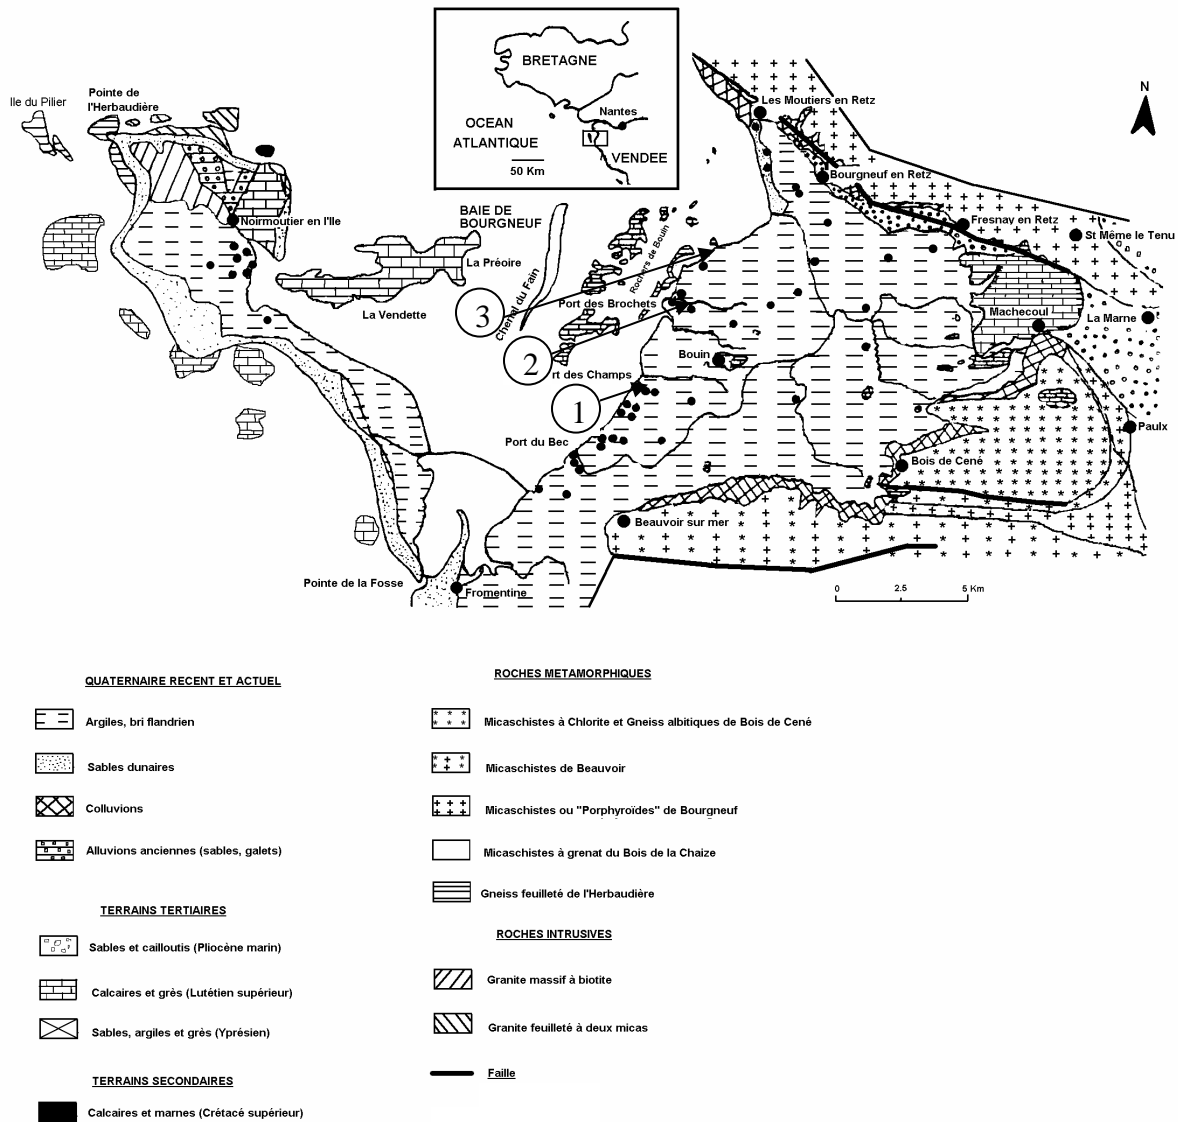 BRETAGNE
Nantes
OCEAN
ATLANTIQUE
VENDEE
50 Km
N
Ile du Pilier
Pointe de
l'Herbaudière
Les Moutiers en Retz
Bourgneuf en Retz
Fresnay en Retz
St Même le Tenu
Noirmoutier en l'Ile
BAIE DE
BOURGNEUF
La Préoire
La Vendette
Chenal du Fain
Rochers de Bouin
3
Port des Brochets
2
Machecoul
La Marne
Bouin
rt des Champs
1
Port du Bec
Paulx
Bois de Cené
Beauvoir sur mer
Pointe de la Fosse
Fromentine
0 2.5 5 Km
QUATERNAIRE RECENT ET ACTUEL
Argiles, bri flandrien
Sables dunaires
Colluvions
Alluvions anciennes (sables, galets)
TERRAINS TERTIAIRES
Sables et cailloutis (Pliocène marin)
Calcaires et grès (Lutétien supérieur)
Sables, argiles et grès (Yprésien)
TERRAINS SECONDAIRES
Calcaires et marnes (Crétacé supérieur)
ROCHES METAMORPHIQUES
Micaschistes à Chlorite et Gneiss albitiques de Bois de Cené
Micaschistes de Beauvoir
Micaschistes ou "Porphyroïdes" de Bourgneuf
Micaschistes à grenat du Bois de la Chaize
Gneiss feuilleté de l'Herbaudière
ROCHES INTRUSIVES
Granite massif à biotite
Granite feuilleté à deux micas
Faille